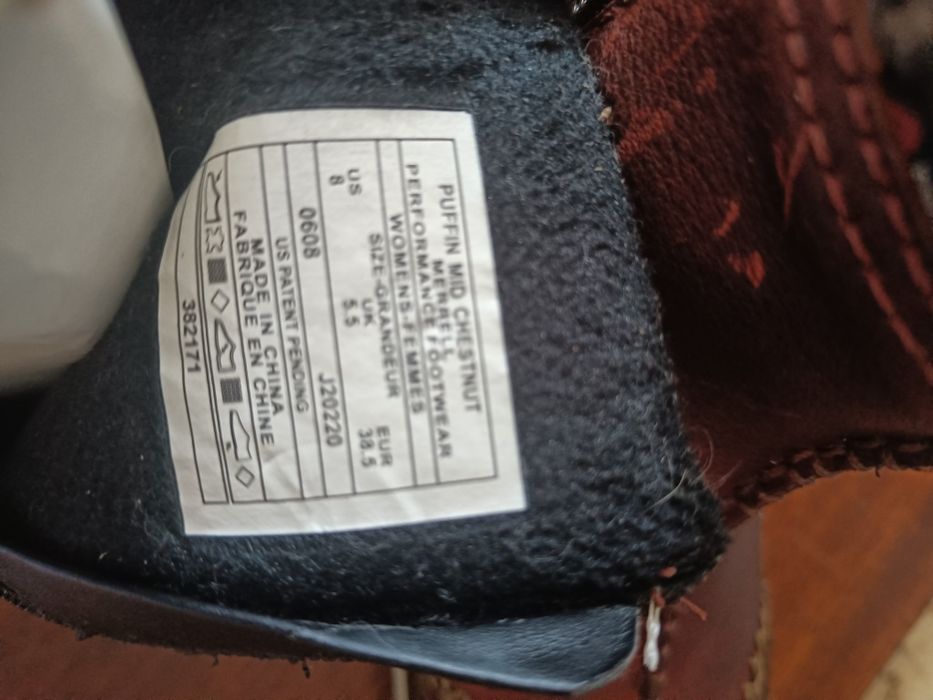 PUFFIN MID CHESTNUT
MERRELL
PERFORMANCE FOOTWEAR
WOMENS-FEMMES
SIZE-GRANDEUR
US UK EUR
8 5.5 38.5
0608 J20220
US PATENT PENDING
MADE IN CHINA
FABRIQUE EN CHINE
382171